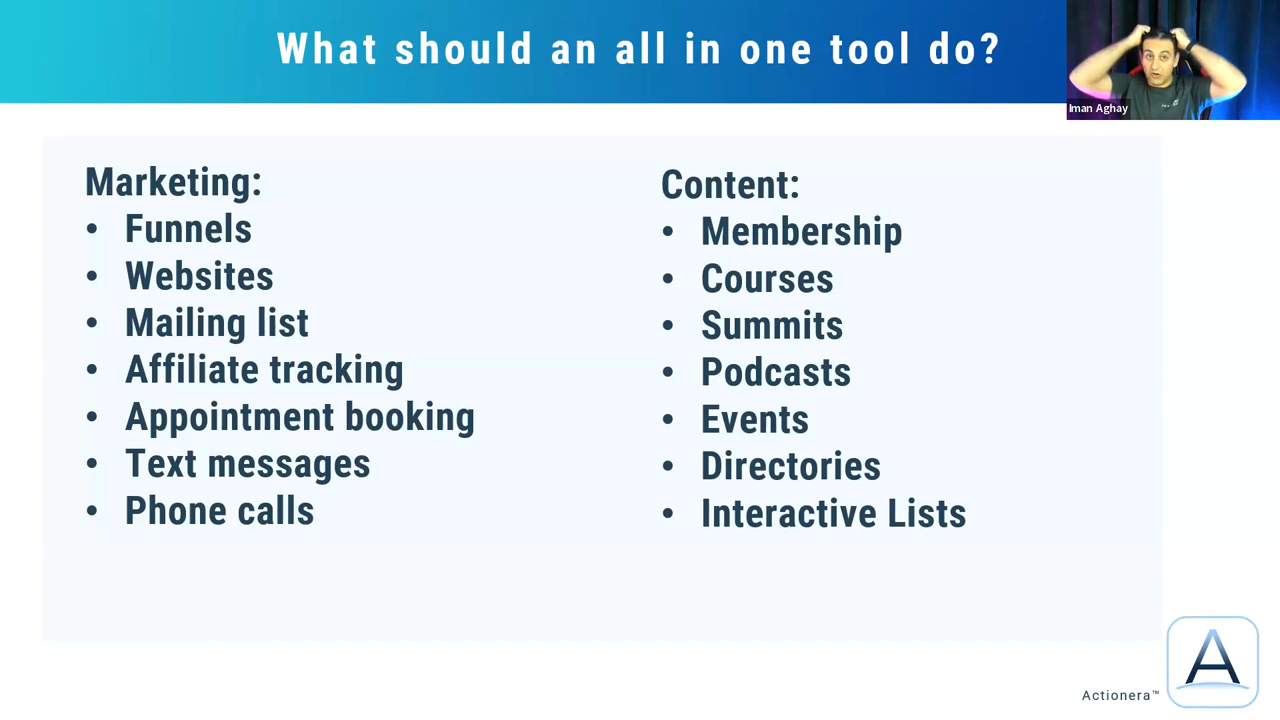 What should an all in one tool do?
Iman Aghay
Marketing:
• Funnels
• Websites
• Mailing list
• Affiliate tracking
• Appointment booking
• Text messages
• Phone calls
Content:
• Membership
• Courses
• Summits
• Podcasts
• Events
• Directories
• Interactive Lists
Actionera™
A